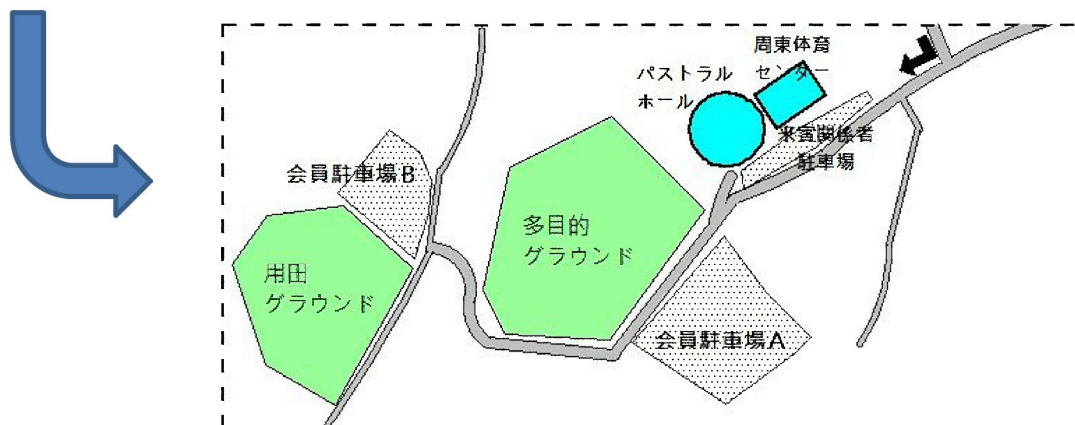 周東体育
センター
パストラル
ホール
来賓関係者
駐車場
会員駐車場B
多目的
グラウンド
用田
グラウンド
会員駐車場A